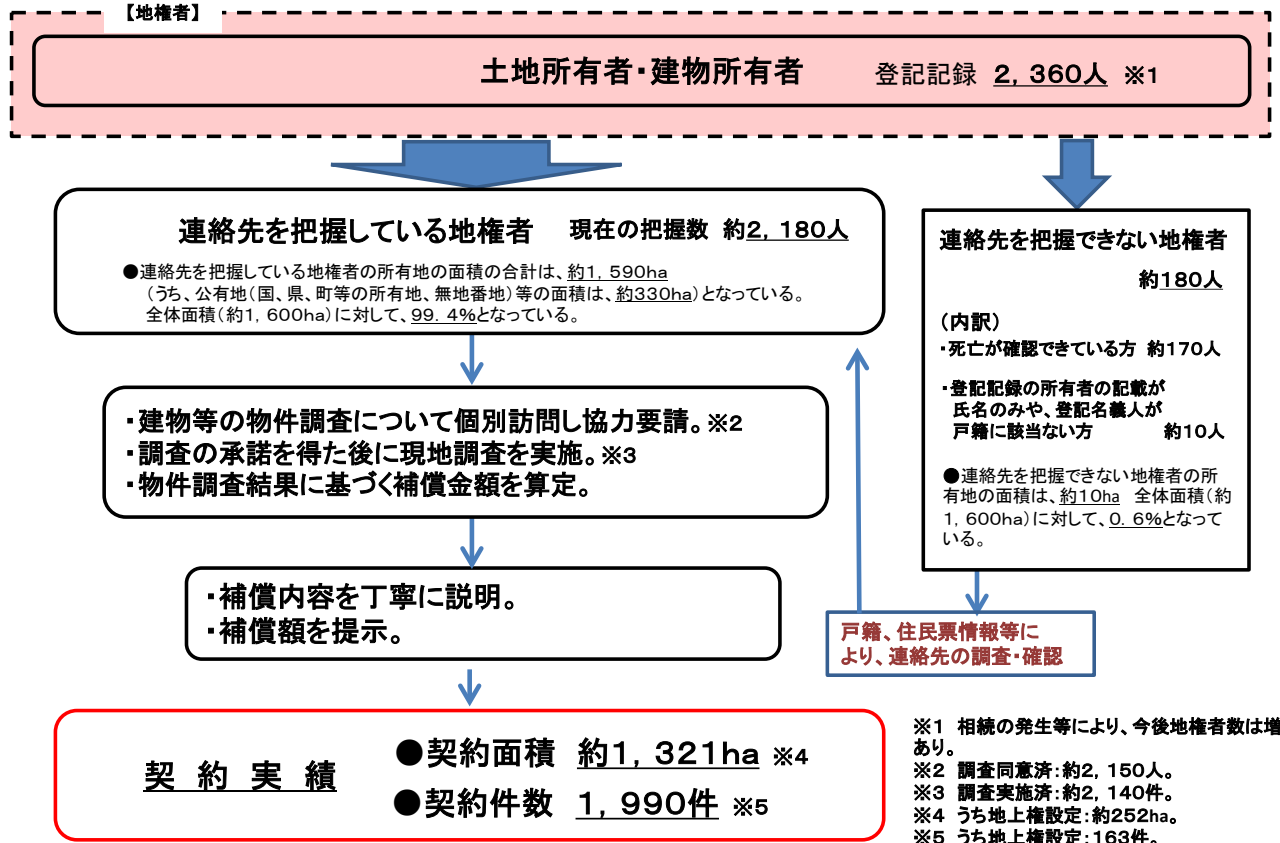 【地権者】
土地所有者・建物所有者　登記記録 ２，３６０人 ※１
連絡先を把握している地権者　現在の把握数 約２，１８０人
●連絡先を把握している地権者の所有地の面積の合計は、約１，５９０ha
（うち、公有地（国、県、町等の所有地、無地番地）等の面積は、約３３０ha）となっている。
全体面積（約１，６００ha）に対して、９９．４％となっている。
連絡先を把握できない地権者
約１８０人
（内訳）
・死亡が確認できている方 約１７０人
・登記記録の所有者の記載が
氏名のみや、登記名義人が
戸籍に該当ない方　約１０人
●連絡先を把握できない地権者の所
有地の面積は、約１０ha 全体面積（約
１，６００ha）に対して、０．６％となって
いる。
・建物等の物件調査について個別訪問し協力要請。※２
・調査の承諾を得た後に現地調査を実施。※３
・物件調査結果に基づく補償金額を算定。
・補償内容を丁寧に説明。
・補償額を提示。
戸籍、住民票情報等に
より、連絡先の調査・確認
契 約 実 績
●契約面積 約１，３２１ha ※４
●契約件数 １，９９０件 ※５
※１ 相続の発生等により、今後地権者数は増
あり。
※２ 調査同意済：約２，１５０人。
※３ 調査実施済：約２，１４０件。
※４ うち地上権設定：約２５２ha。
※５ うち地上権設定：１６３件。